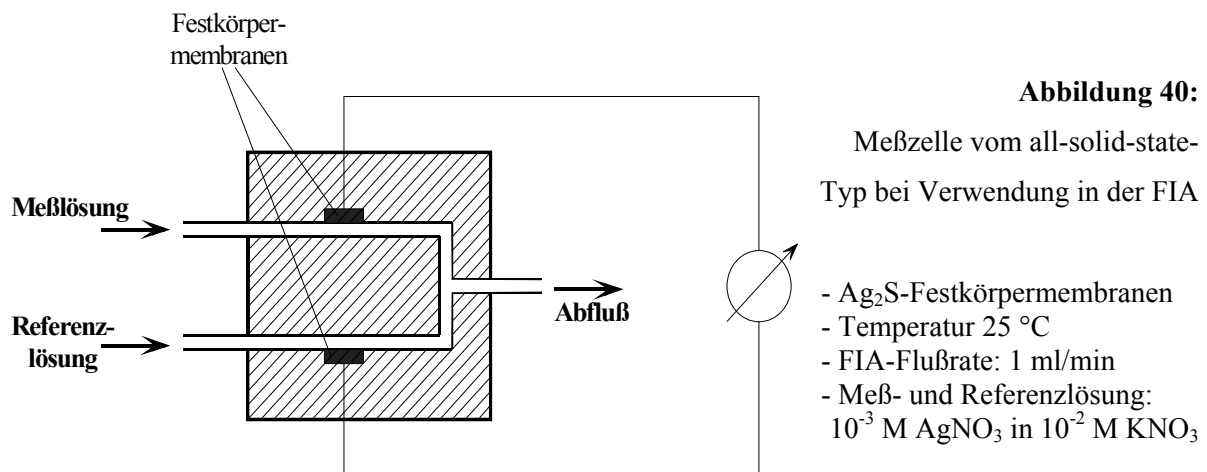 Festkörper-
membranen
Meßlösung
Referenz-
lösung
Abfluß
Abbildung 40:
Meßzelle vom all-solid-state-
Typ bei Verwendung in der FIA
- Ag₂S-Festkörpermembranen
- Temperatur 25 °C
- FIA-Flußrate: 1 ml/min
- Meß- und Referenzlösung:
10⁻³ M AgNO₃ in 10⁻² M KNO₃